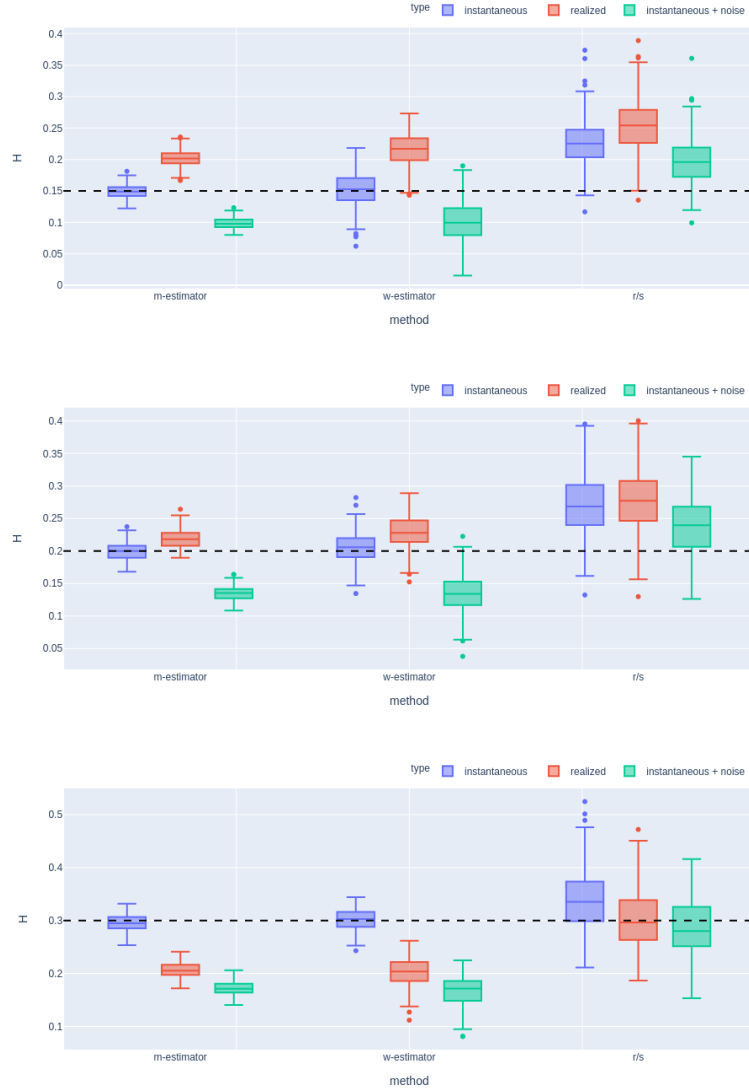 type instantaneous realized instantaneous + noise
0.4
0.35
0.3
0.25
H
0.2
0.15
0.1
0.05
0
m-estimator w-estimator r/s
method
type instantaneous realized instantaneous + noise
0.4
0.35
0.3
0.25
H
0.2
0.15
0.1
0.05
m-estimator w-estimator r/s
method
type instantaneous realized instantaneous + noise
0.5
0.4
H
0.3
0.2
0.1
m-estimator w-estimator r/s
method